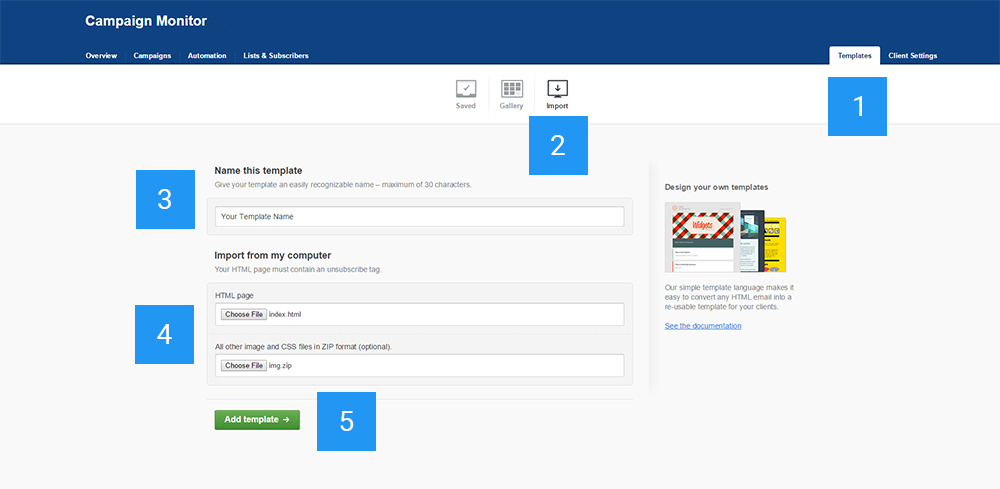 Campaign Monitor
Overview Campaigns Automation Lists & Subscribers Templates Client Settings
1
Saved Gallery Import
2
3
Name this template
Give your template an easily recognizable name – maximum of 30 characters.
Your Template Name
Import from my computer
Your HTML page must contain an unsubscribe tag.
4
HTML page
Choose File index.html
All other image and CSS files in ZIP format (optional).
Choose File img.zip
Add template →
5
Design your own templates
Widgets
Our simple template language makes it
easy to convert any HTML email into a
re-usable template for your clients.
See the documentation